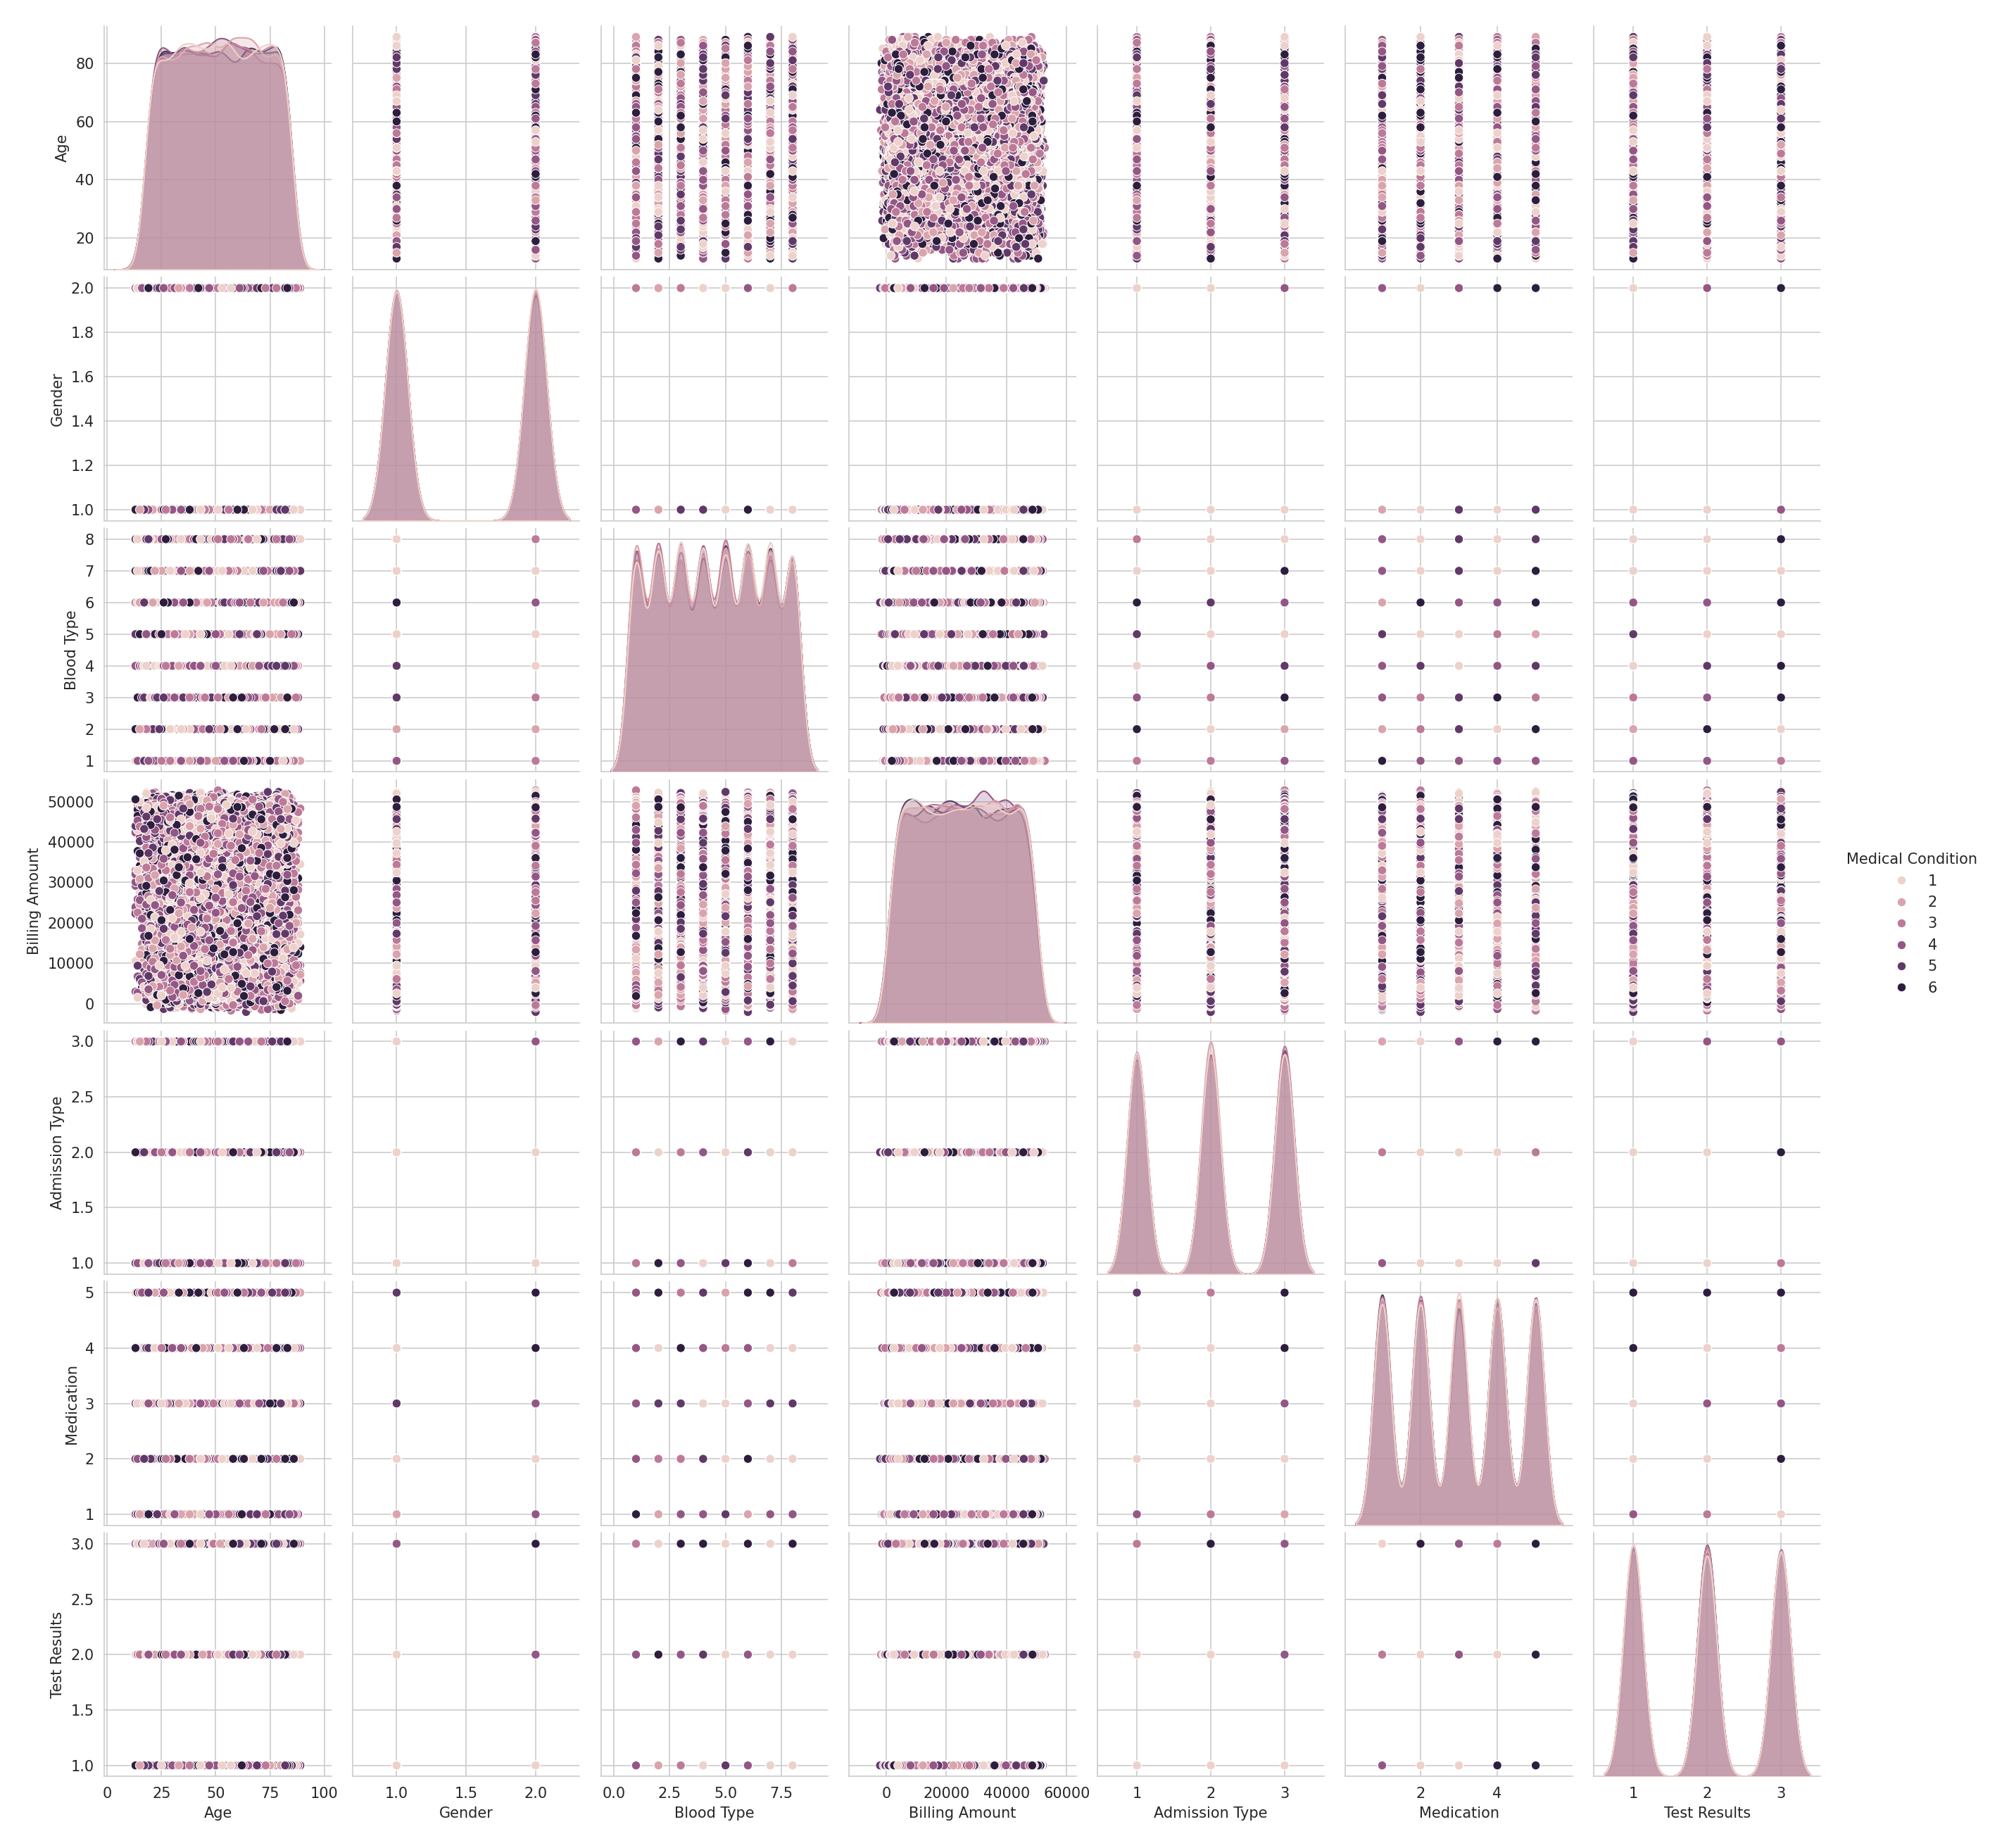 80
60
40
20
Age
2.0
1.8
1.6
1.4
1.2
1.0
Gender
8
7
6
5
4
3
2
1
Blood Type
50000
40000
30000
20000
10000
0
Billing Amount
Medical Condition
1
2
3
4
5
6
3.0
2.5
2.0
1.5
1.0
Admission Type
5
4
3
2
1
Medication
3.0
2.5
2.0
1.5
1.0
Test Results
0 25 50 75 100
Age
1.0 1.5 2.0
Gender
0.0 2.5 5.0 7.5
Blood Type
0 20000 40000 60000
Billing Amount
1 2 3
Admission Type
2 4
Medication
1 2 3
Test Results